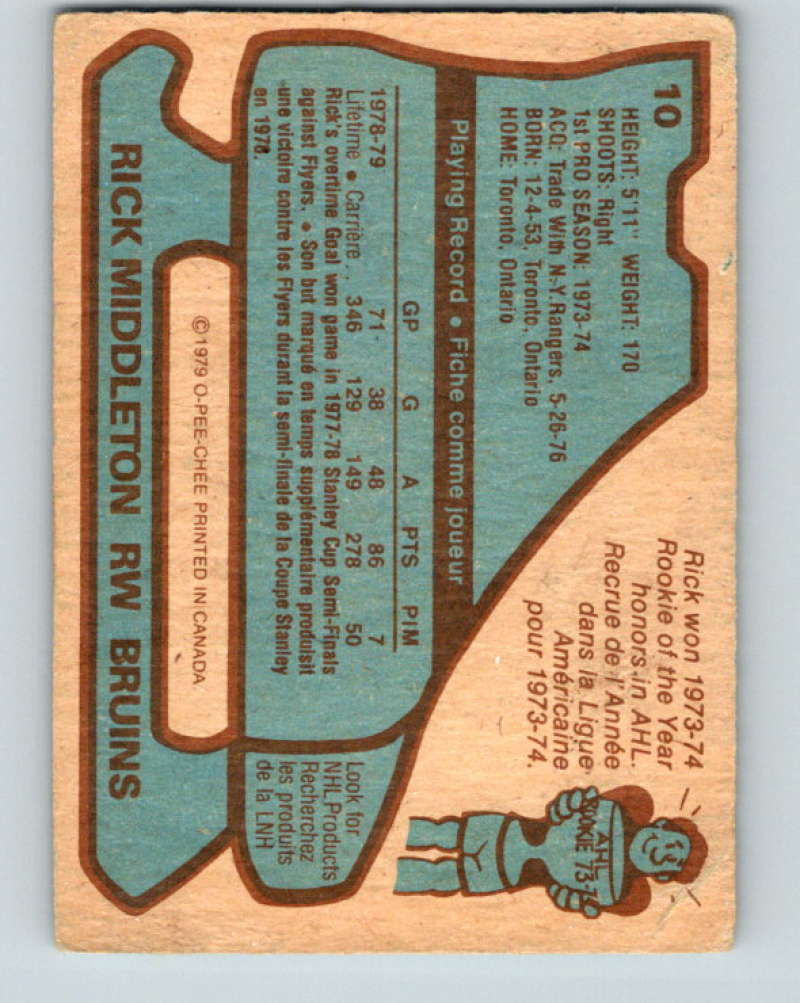 10
HEIGHT: 5'11" WEIGHT: 170
SHOOTS: Right
1st PRO SEASON: 1973-74
ACQ: Trade With N.Y.Rangers, 5-26-76
BORN: 12-4-53, Toronto, Ontario
HOME: Toronto, Ontario
Rick won 1973-74
Rookie of the Year
honors in AHL.
Recrue de l'Année
dans la Ligue
Américaine
pour 1973-74.
AHL
ROOKIE 73-74
Playing Record • Fiche comme joueur
GP G A PTS PIM
1978-79 71 38 48 86 7
Lifetime • Carrière .. 346 129 149 278 50
Rick's overtime Goal won game in 1977-78 Stanley Cup Semi-Finals
against Flyers. • Son but marqué en temps supplémentaire produisit
une victoire contre les Flyers durant la semi-finale de la Coupe Stanley
en 1978.
Look for
NHL Products
Recherchez
les produits
de la LNH
©1979 O-PEE-CHEE PRINTED IN CANADA
RICK MIDDLETON RW BRUINS